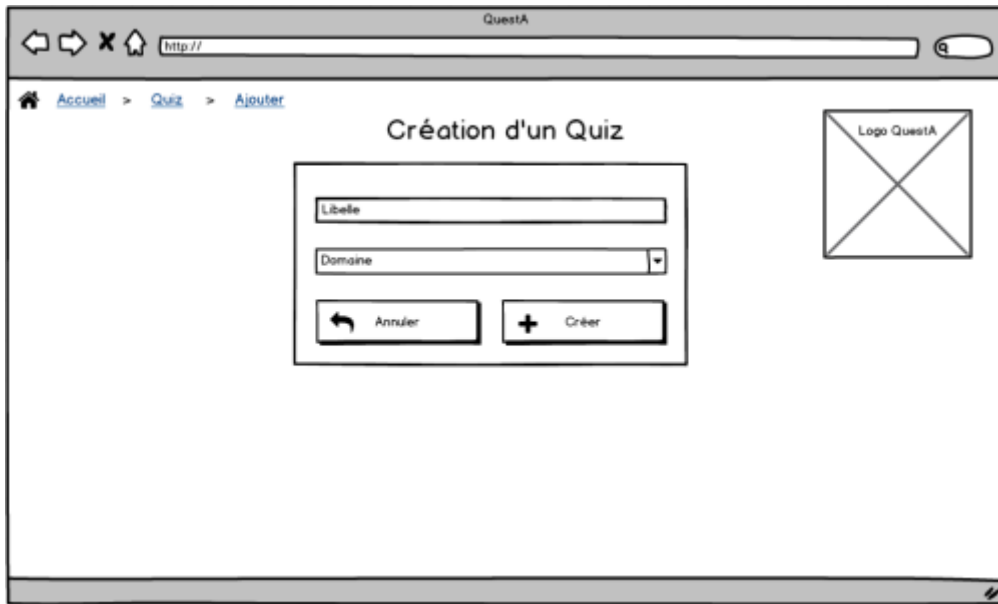 QuestA
http://
Accueil > Quiz > Ajouter
Création d'un Quiz
Logo QuestA
Libelle
Domaine
Annuler
Créer